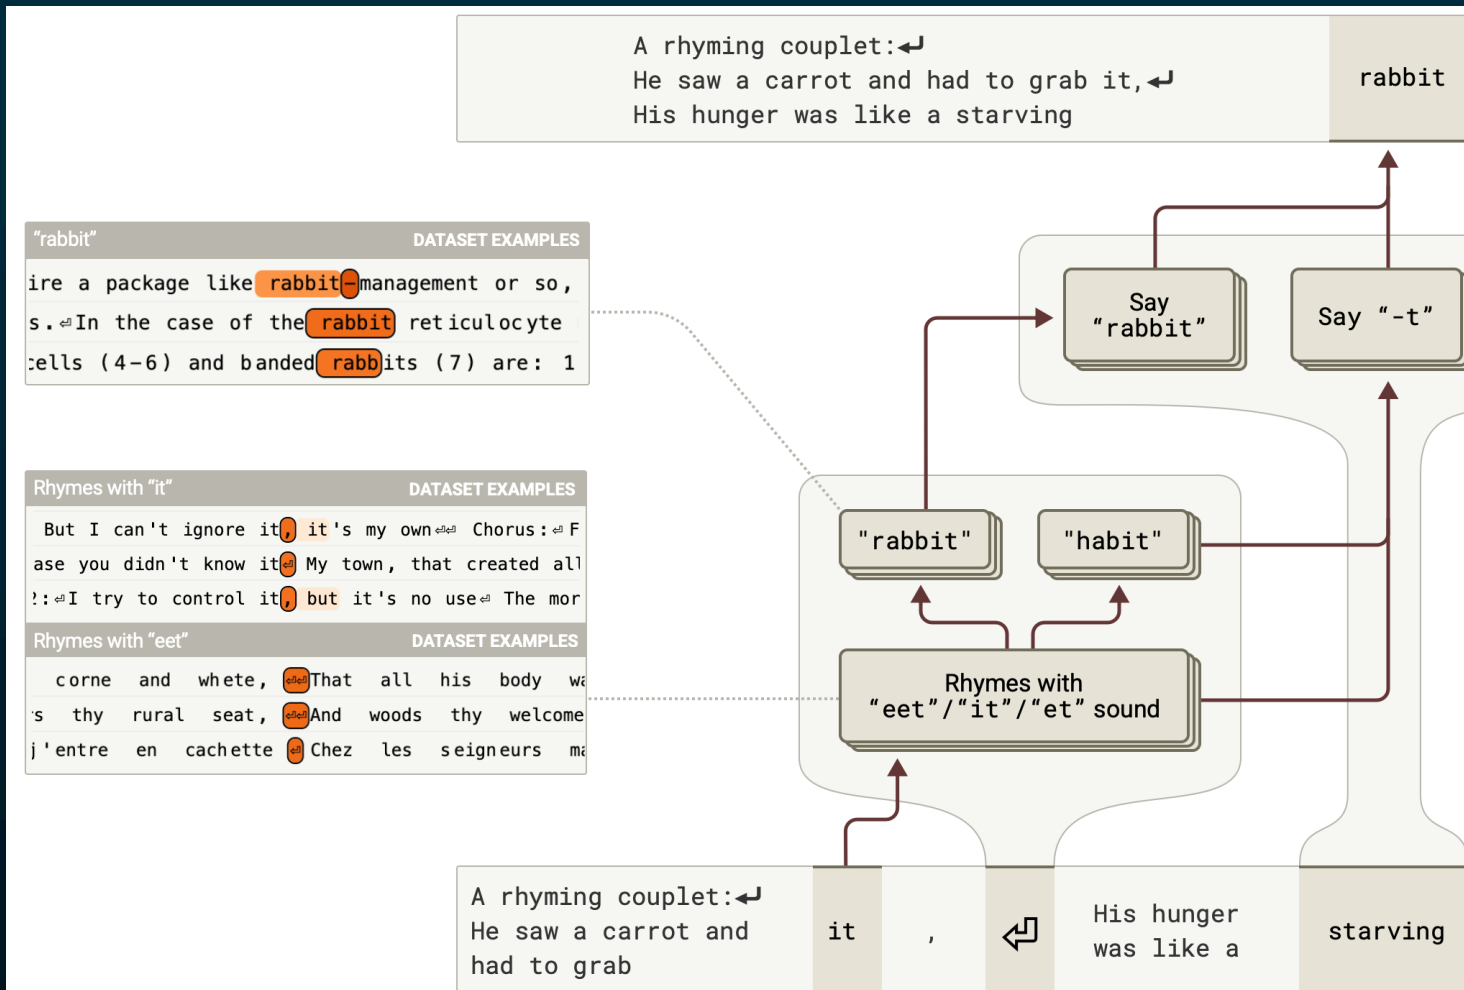 A rhyming couplet:⏎
He saw a carrot and had to grab it,⏎
His hunger was like a starving
rabbit
"rabbit" DATASET EXAMPLES
ire a package like rabbit-management or so,
s.⏎In the case of the rabbit reticulocyte
cells (4-6) and banded rabbits (7) are: 1
Say
"rabbit"
Say "-t"
Rhymes with "it" DATASET EXAMPLES
But I can't ignore it, it's my own⏎⏎ Chorus:⏎ F
ase you didn't know it⏎ My town, that created all
2:⏎I try to control it, but it's no use⏎ The mor
Rhymes with "eet" DATASET EXAMPLES
corne and whete, ⏎⏎That all his body wa
rs thy rural seat, ⏎⏎And woods thy welcome
j'entre en cachette ⏎ Chez les seigneurs ma
"rabbit"
"habit"
Rhymes with
"eet"/"it"/"et" sound
A rhyming couplet:⏎
He saw a carrot and
had to grab
it
,
⏎
His hunger
was like a
starving